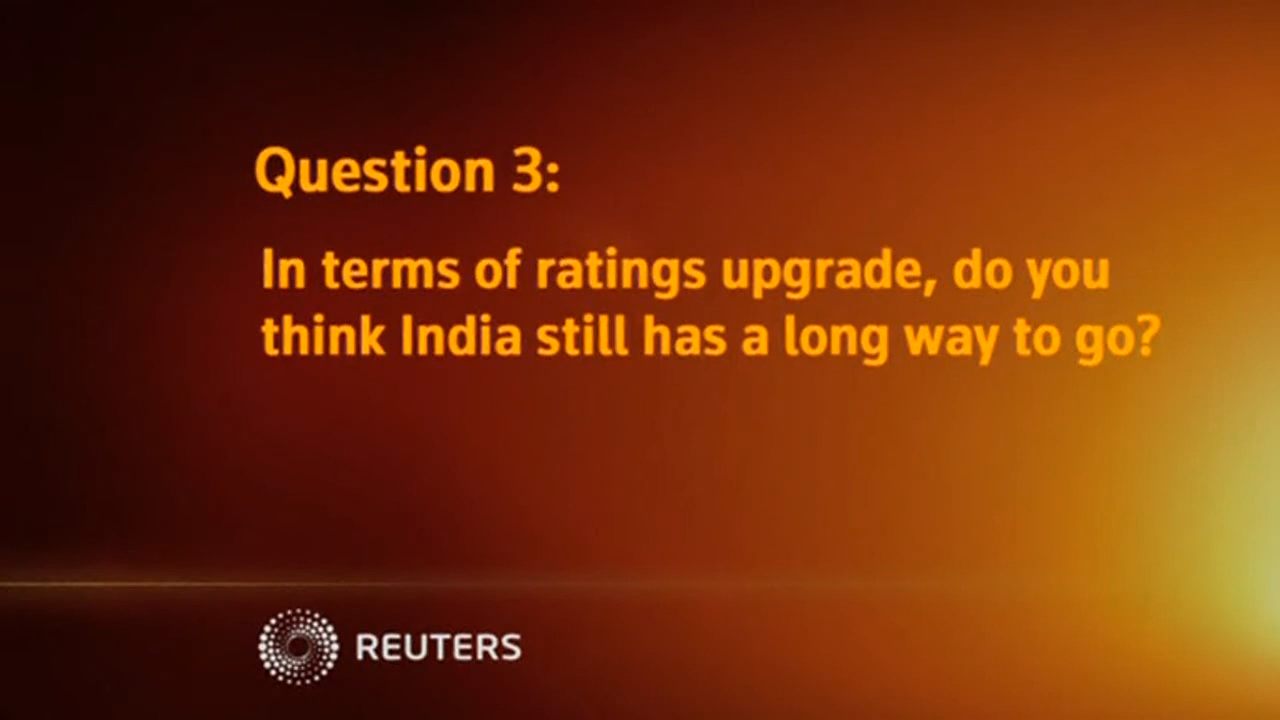 Question 3:
In terms of ratings upgrade, do you
think India still has a long way to go?
REUTERS